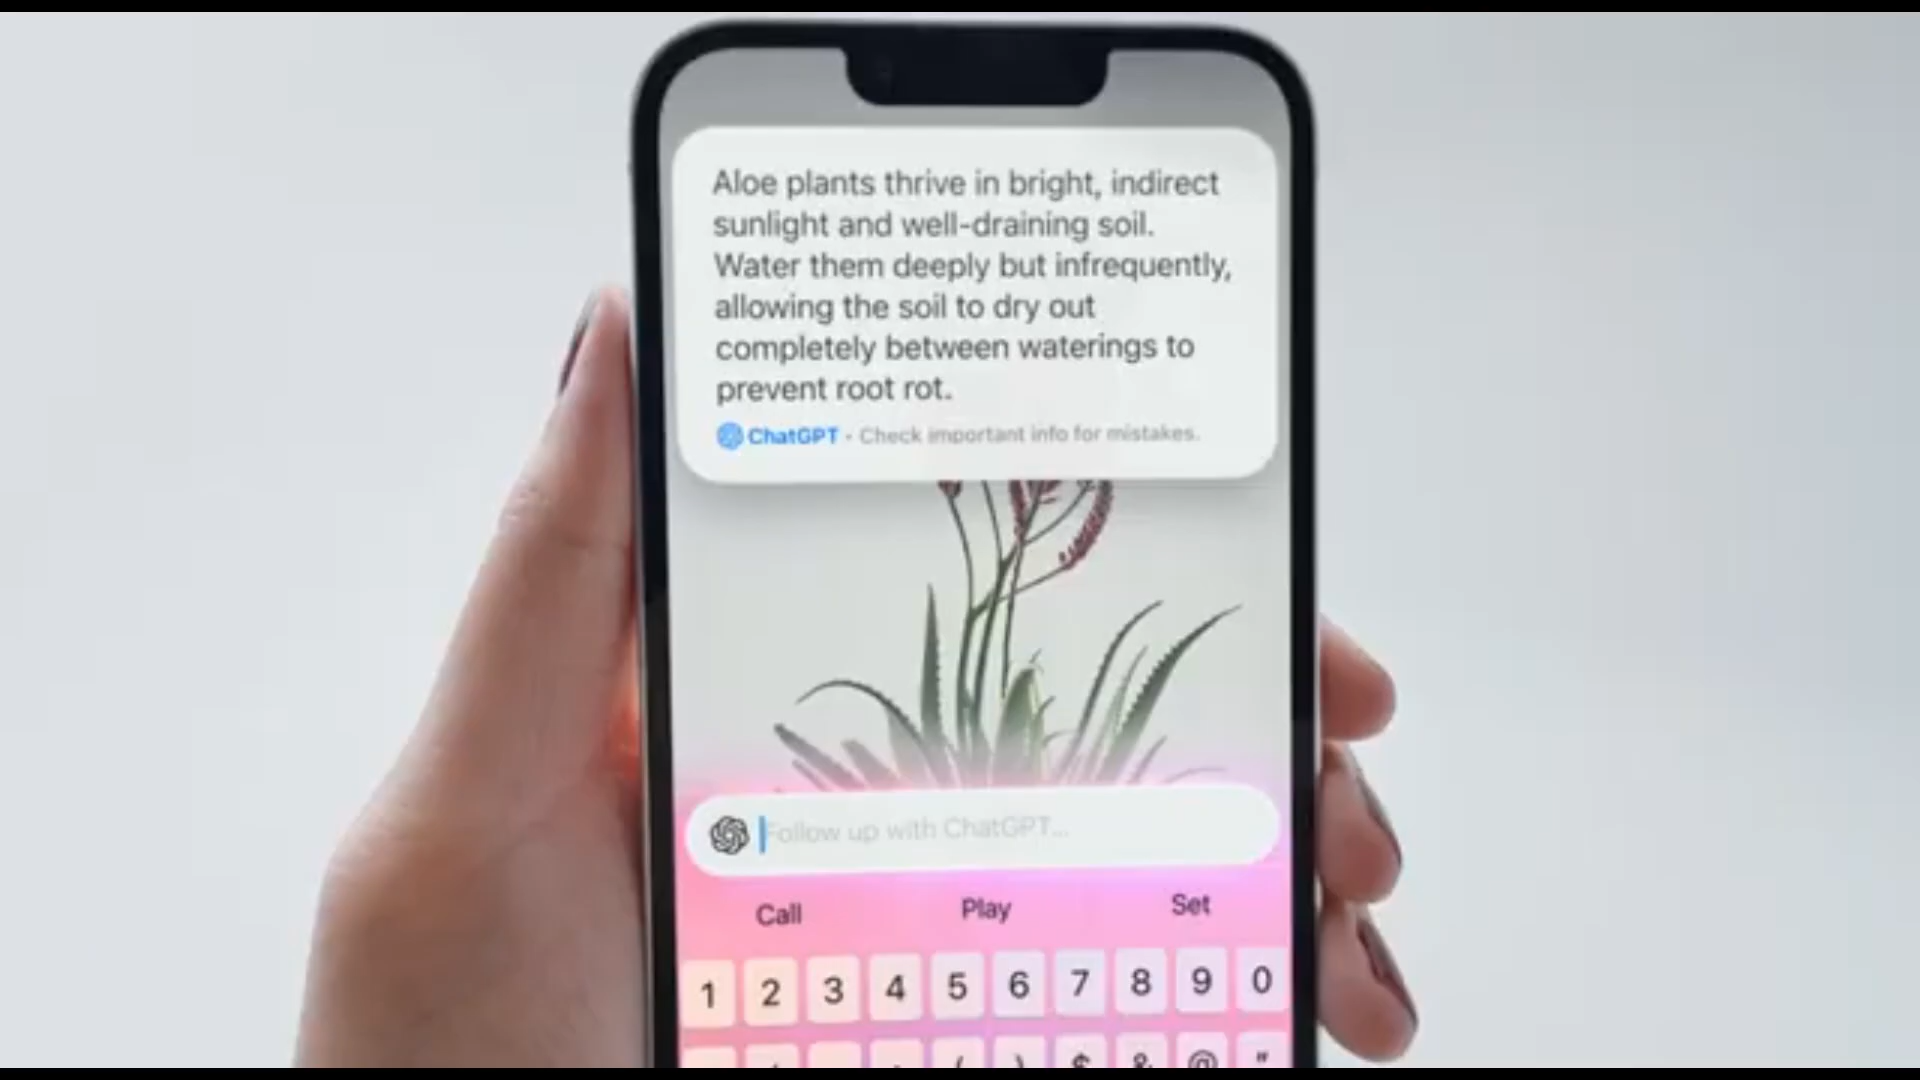 Aloe plants thrive in bright, indirect
sunlight and well-draining soil.
Water them deeply but infrequently,
allowing the soil to dry out
completely between waterings to
prevent root rot.
ChatGPT · Check important info for mistakes.
Follow up with ChatGPT...
Call Play Set
1 2 3 4 5 6 7 8 9 0
( ) $ & @ "